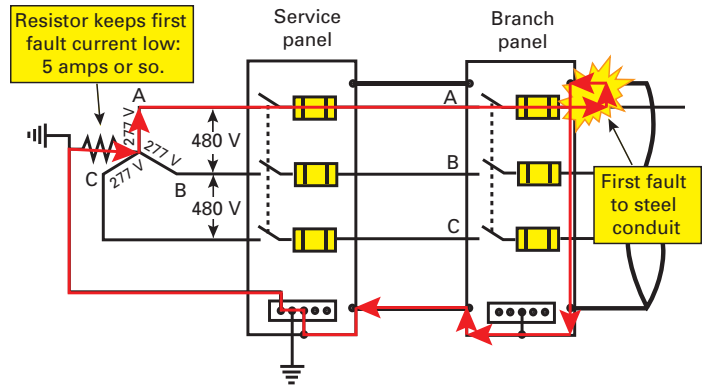 Resistor keeps first
fault current low:
5 amps or so.
Service
panel
Branch
panel
A
277 V
277 V
277 V
C
B
480 V
480 V
A
B
C
First fault
to steel
conduit